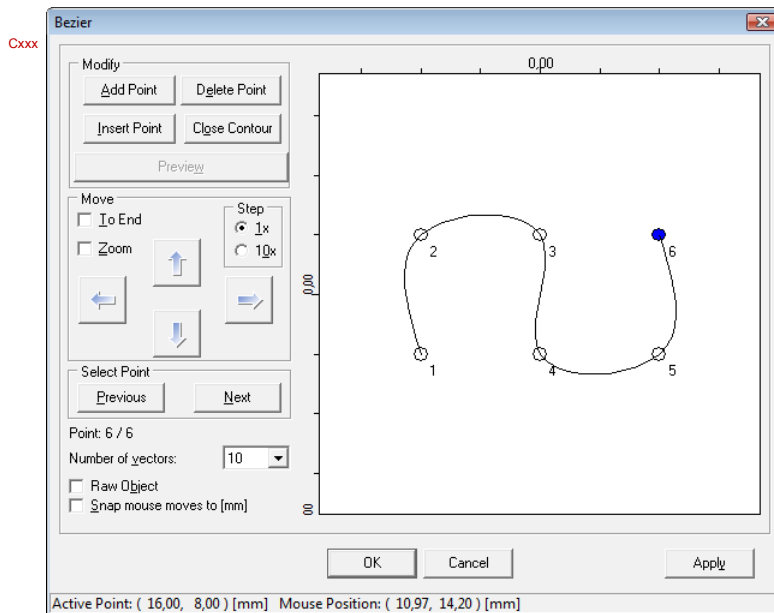 Bezier
Cxxx
Modify
Add Point Delete Point
Insert Point Close Contour
Preview
Move
To End
Zoom
Step
1x
10x
Select Point
Previous Next
Point: 6 / 6
Number of vectors: 10
Raw Object
Snap mouse moves to [mm]
0,00
0,00
00
1
2
3
4
5
6
OK Cancel Apply
Active Point: ( 16,00, 8,00 ) [mm] Mouse Position: ( 10,97, 14,20 ) [mm]